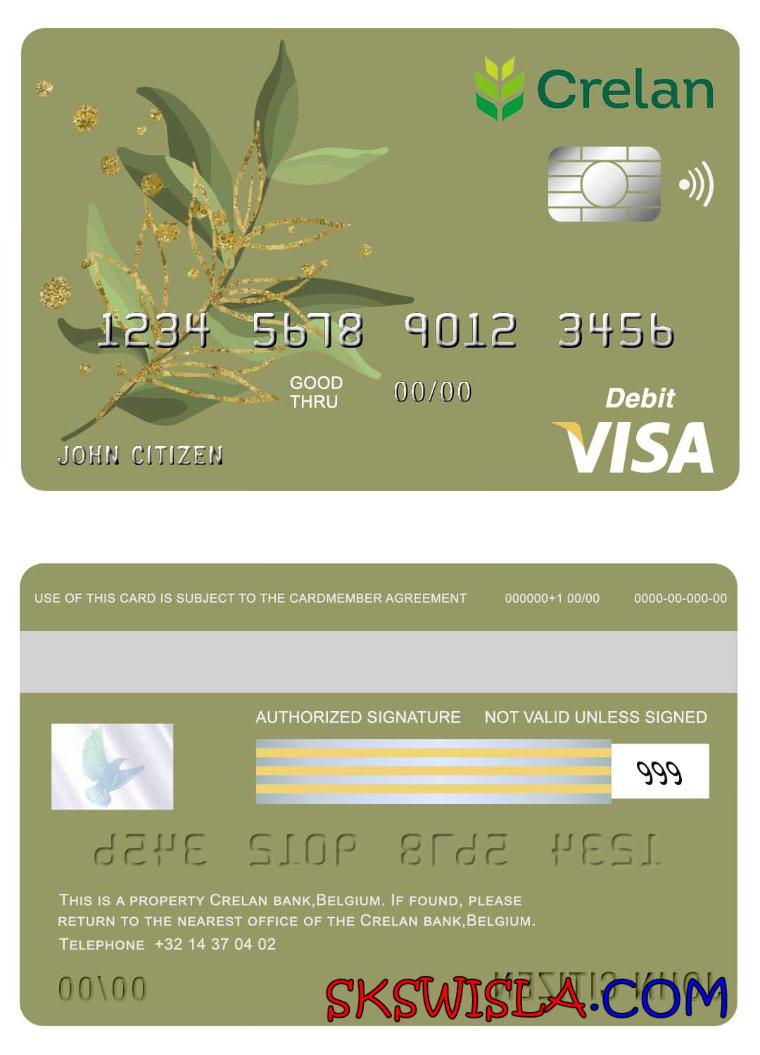 Crelan
1234 5678 9012 3456
GOOD THRU 00/00
Debit
VISA
JOHN CITIZEN
USE OF THIS CARD IS SUBJECT TO THE CARDMEMBER AGREEMENT 000000+1 00/00 0000-00-000-00
AUTHORIZED SIGNATURE NOT VALID UNLESS SIGNED
999
1234 5678 9012 3456
THIS IS A PROPERTY CRELAN BANK,BELGIUM. IF FOUND, PLEASE
RETURN TO THE NEAREST OFFICE OF THE CRELAN BANK,BELGIUM.
TELEPHONE +32 14 37 04 02
00/00 JOHN CITIZEN
SKSWISLA.COM